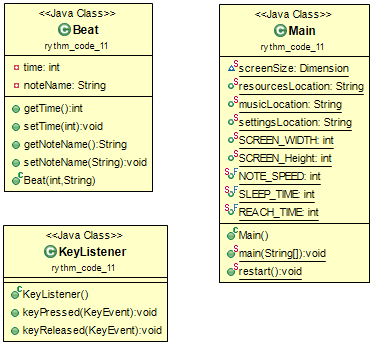 <<Java Class>>
Beat
rythm_code_11
time: int
noteName: String
getTime():int
setTime(int):void
getNoteName():String
setNoteName(String):void
Beat(int,String)
<<Java Class>>
KeyListener
rythm_code_11
KeyListener()
keyPressed(KeyEvent):void
keyReleased(KeyEvent):void
<<Java Class>>
Main
rythm_code_11
screenSize: Dimension
resourcesLocation: String
musicLocation: String
settingsLocation: String
SCREEN_WIDTH: int
SCREEN_Height: int
NOTE_SPEED: int
SLEEP_TIME: int
REACH_TIME: int
Main()
main(String[]):void
restart():void